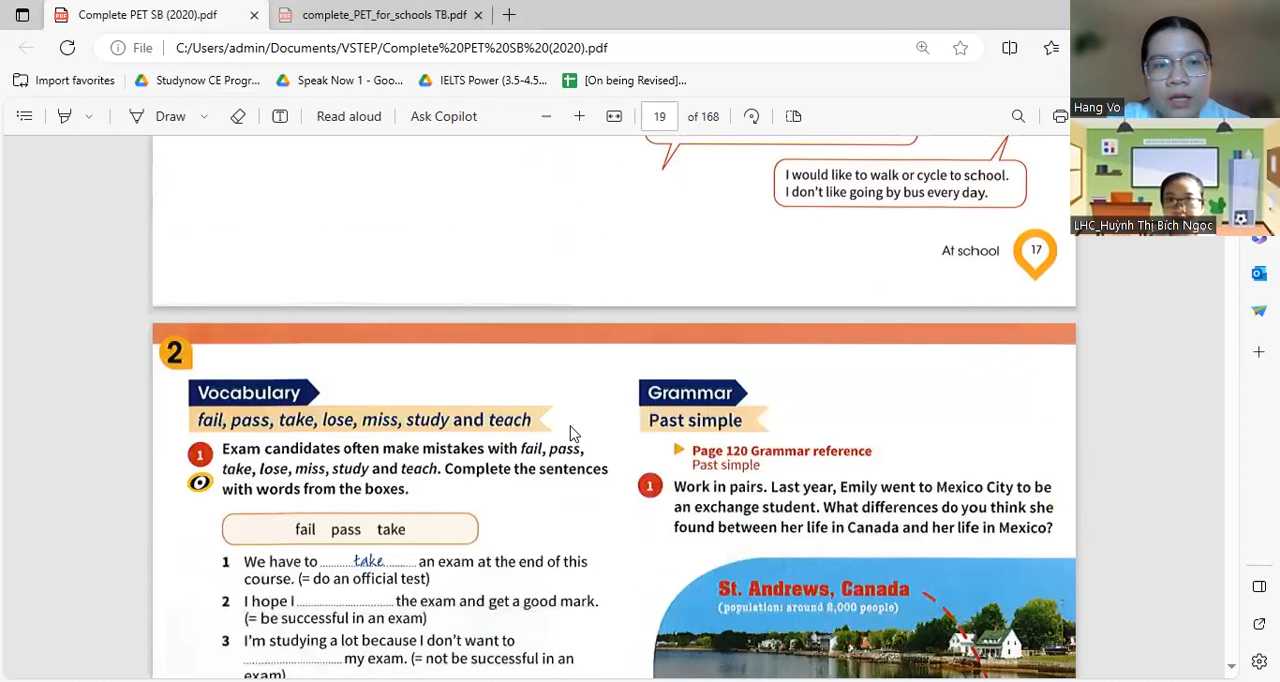 Complete PET SB (2020).pdf
complete_PET_for_schools TB.pdf
File
C:/Users/admin/Documents/VSTEP/Complete%20PET%20SB%20(2020).pdf
Import favorites
Studynow CE Progr...
Speak Now 1 - Goo...
IELTS Power (3.5-4.5...
[On being Revised]...
Draw
Read aloud
Ask Copilot
19
of 168
Hang Vo
LHC_Huỳnh Thị Bích Ngọc
I would like to walk or cycle to school.
I don't like going by bus every day.
At school
17
2
Vocabulary
fail, pass, take, lose, miss, study and teach
1 Exam candidates often make mistakes with fail, pass,
take, lose, miss, study and teach. Complete the sentences
with words from the boxes.
fail pass take
1 We have to ........take........ an exam at the end of this
course. (= do an official test)
2 I hope I ........................ the exam and get a good mark.
(= be successful in an exam)
3 I'm studying a lot because I don't want to
........................ my exam. (= not be successful in an
exam)
Grammar
Past simple
Page 120 Grammar reference
Past simple
1 Work in pairs. Last year, Emily went to Mexico City to be
an exchange student. What differences do you think she
found between her life in Canada and her life in Mexico?
St. Andrews, Canada
(population: around 2,000 people)